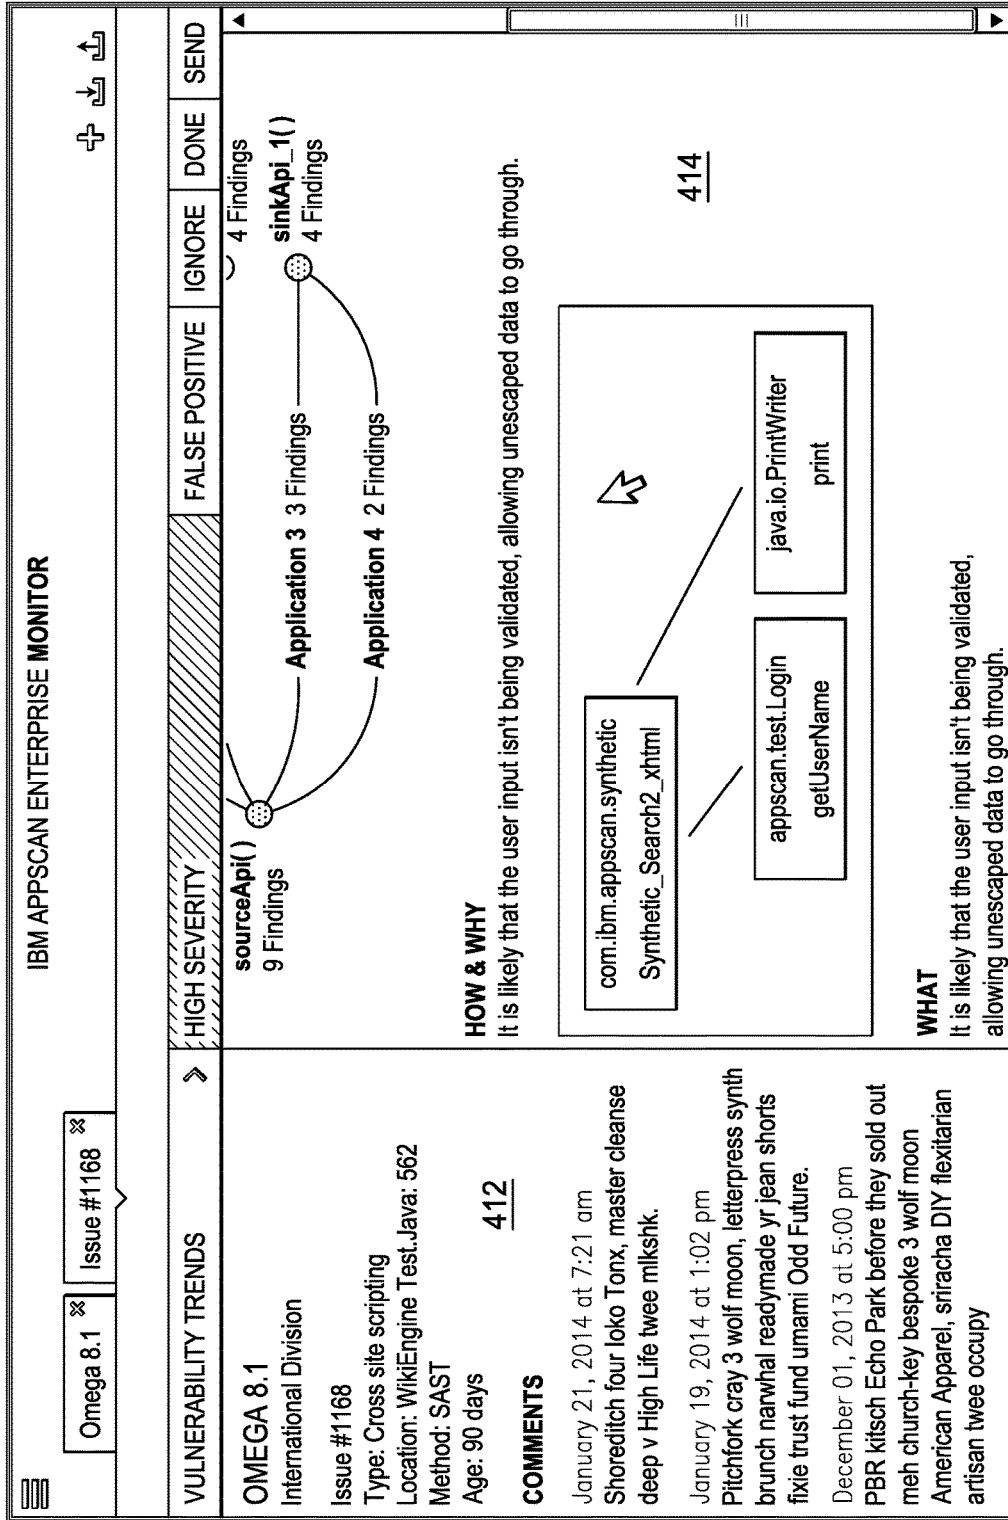 IBM APPSCAN ENTERPRISE MONITOR
Omega 8.1
Issue #1168
VULNERABILITY TRENDS
HIGH SEVERITY
FALSE POSITIVE
IGNORE
DONE
SEND
OMEGA 8.1
International Division
Issue #1168
Type: Cross site scripting
Location: WikiEngine Test.Java: 562
Method: SAST
Age: 90 days
412
COMMENTS
January 21, 2014 at 7:21 am
Shoreditch four loko Tonx, master cleanse
deep v High Life twee mlkshk.
January 19, 2014 at 1:02 pm
Pitchfork cray 3 wolf moon, letterpress synth
brunch narwhal readymade yr jean shorts
fixie trust fund umami Odd Future.
December 01, 2013 at 5:00 pm
PBR kitsch Echo Park before they sold out
meh church-key bespoke 3 wolf moon
American Apparel, sriracha DIY flexitarian
artisan twee occupy
sourceApi()
9 Findings
4 Findings
sinkApi_1()
4 Findings
Application 3 3 Findings
Application 4 2 Findings
HOW & WHY
It is likely that the user input isn't being validated, allowing unescaped data to go through.
com.ibm.appscan.synthetic
Synthetic_Search2_xhtml
appscan.test.Login
getUserName
java.io.PrintWriter
print
414
WHAT
It is likely that the user input isn't being validated,
allowing unescaped data to go through.